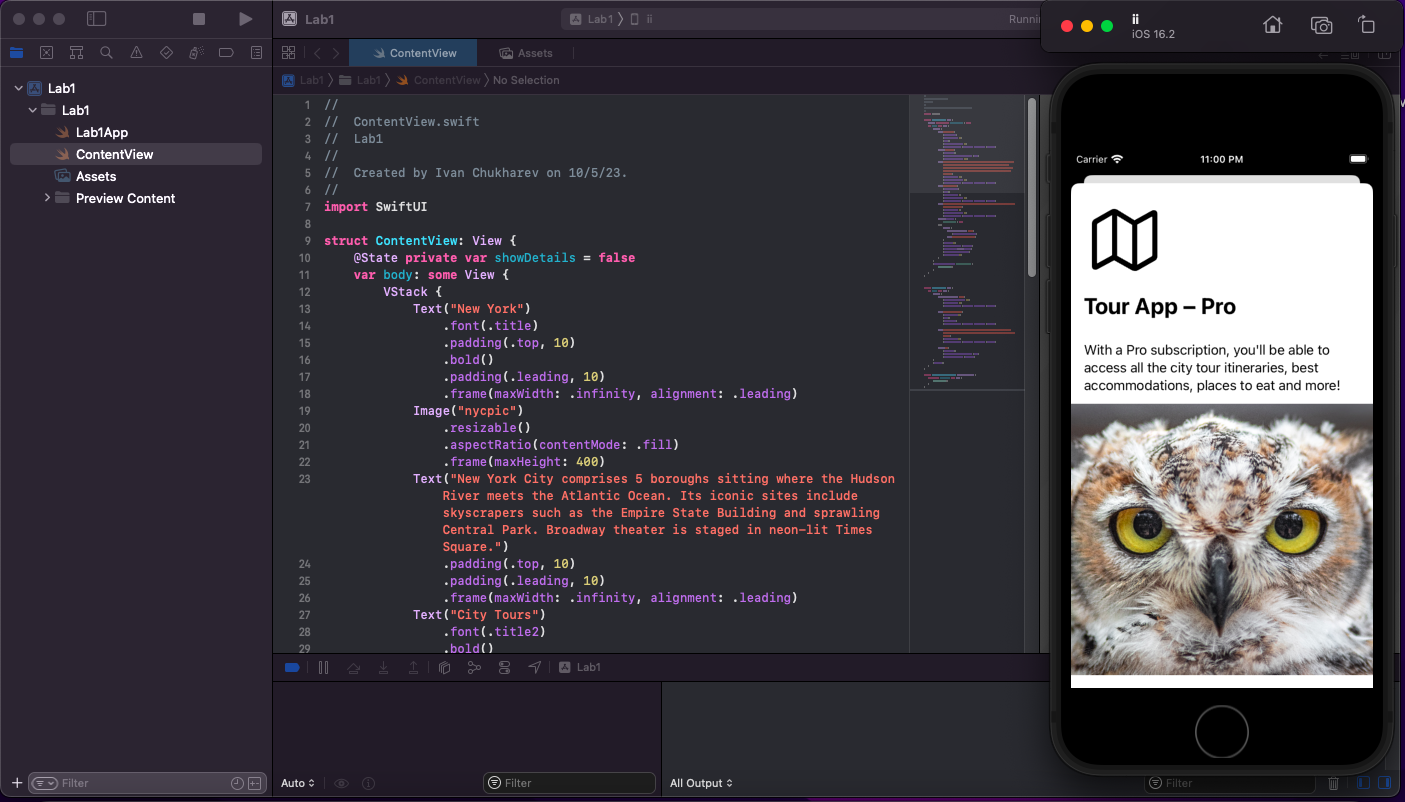 Lab1
Lab1 〉 ii
Running
ii
iOS 16.2
ContentView
Assets
Lab1 〉 Lab1 〉 ContentView 〉 No Selection
Lab1
Lab1
Lab1App
ContentView
Assets
Preview Content
1 //
2 //  ContentView.swift
3 //  Lab1
4 //
5 //  Created by Ivan Chukharev on 10/5/23.
6 //
7 import SwiftUI
8
9 struct ContentView: View {
10     @State private var showDetails = false
11     var body: some View {
12         VStack {
13             Text("New York")
14                 .font(.title)
15                 .padding(.top, 10)
16                 .bold()
17                 .padding(.leading, 10)
18                 .frame(maxWidth: .infinity, alignment: .leading)
19             Image("nycpic")
20                 .resizable()
21                 .aspectRatio(contentMode: .fill)
22                 .frame(maxHeight: 400)
23             Text("New York City comprises 5 boroughs sitting where the Hudson
River meets the Atlantic Ocean. Its iconic sites include
skyscrapers such as the Empire State Building and sprawling
Central Park. Broadway theater is staged in neon-lit Times
Square.")
24                 .padding(.top, 10)
25                 .padding(.leading, 10)
26                 .frame(maxWidth: .infinity, alignment: .leading)
27             Text("City Tours")
28                 .font(.title2)
29                 .bold()
Carrier
11:00 PM
Tour App – Pro
With a Pro subscription, you'll be able to
access all the city tour itineraries, best
accommodations, places to eat and more!
Lab1
Filter
Auto
Filter
All Output
Filter